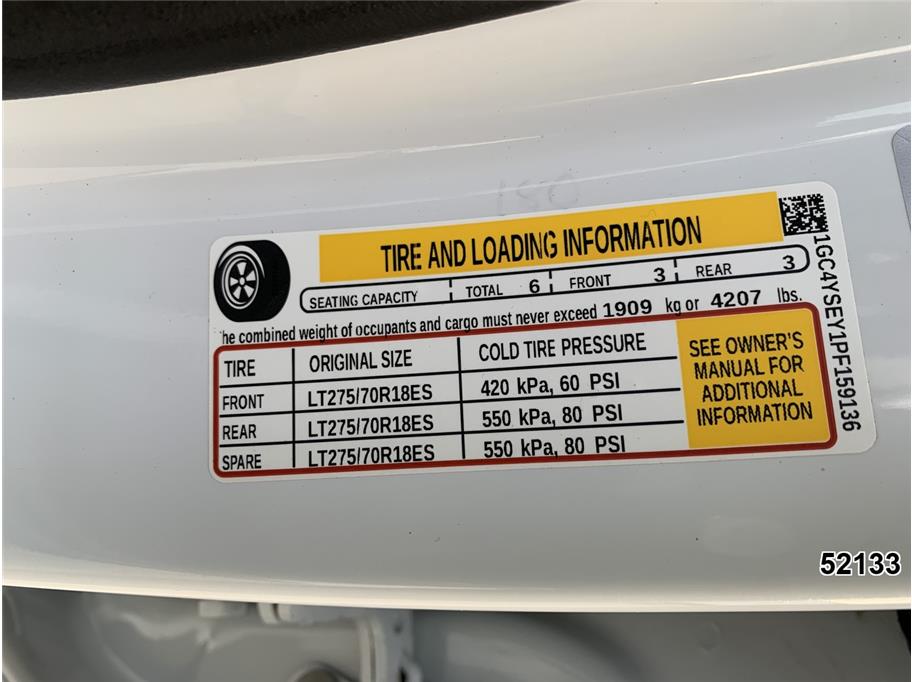 TIRE AND LOADING INFORMATION
SEATING CAPACITY TOTAL 6 FRONT 3 REAR 3
he combined weight of occupants and cargo must never exceed 1909 kg or 4207 lbs.
TIRE ORIGINAL SIZE COLD TIRE PRESSURE
FRONT LT275/70R18ES 420 kPa, 60 PSI
REAR LT275/70R18ES 550 kPa, 80 PSI
SPARE LT275/70R18ES 550 kPa, 80 PSI
SEE OWNER'S
MANUAL FOR
ADDITIONAL
INFORMATION
1GC4YSEY1PF159136
52133